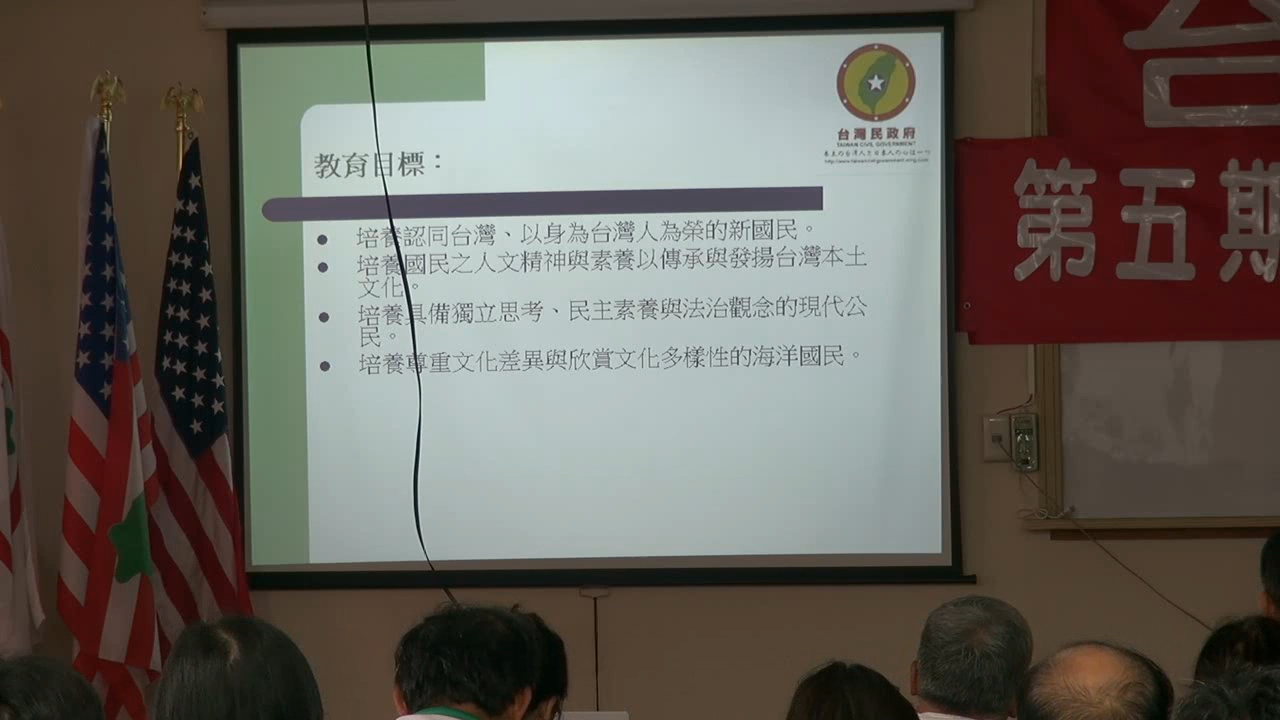 台灣民政府
TAIWAN CIVIL GOVERNMENT
教育目標：
培養認同台灣、以身為台灣人為榮的新國民。
培養國民之人文精神與素養以傳承與發揚台灣本土
文化。
培養具備獨立思考、民主素養與法治觀念的現代公
民。
培養尊重文化差異與欣賞文化多樣性的海洋國民。
台
第五期